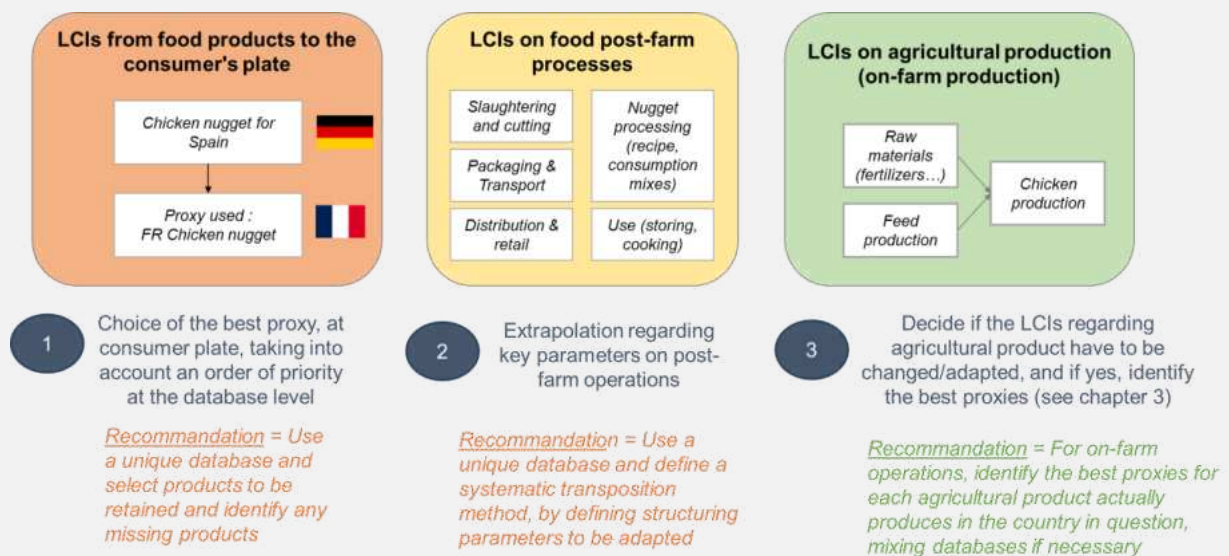 LCIs from food products to the
consumer's plate
Chicken nugget for
Spain
Proxy used :
FR Chicken nugget
LCIs on food post-farm
processes
Slaughtering
and cutting
Packaging &
Transport
Distribution &
retail
Nugget
processing
(recipe,
consumption
mixes)
Use (storing,
cooking)
LCIs on agricultural production
(on-farm production)
Raw
materials
(fertilizers…)
Feed
production
Chicken
production
1
Choice of the best proxy, at
consumer plate, taking into
account an order of priority
at the database level
Recommandation = Use
a unique database and
select products to be
retained and identify any
missing products
2
Extrapolation regarding
key parameters on post-
farm operations
Recommandation = Use a
unique database and define a
systematic transposition
method, by defining structuring
parameters to be adapted
3
Decide if the LCIs regarding
agricultural product have to be
changed/adapted, and if yes, identify
the best proxies (see chapter 3)
Recommandation = For on-farm
operations, identify the best proxies for
each agricultural product actually
produces in the country in question,
mixing databases if necessary